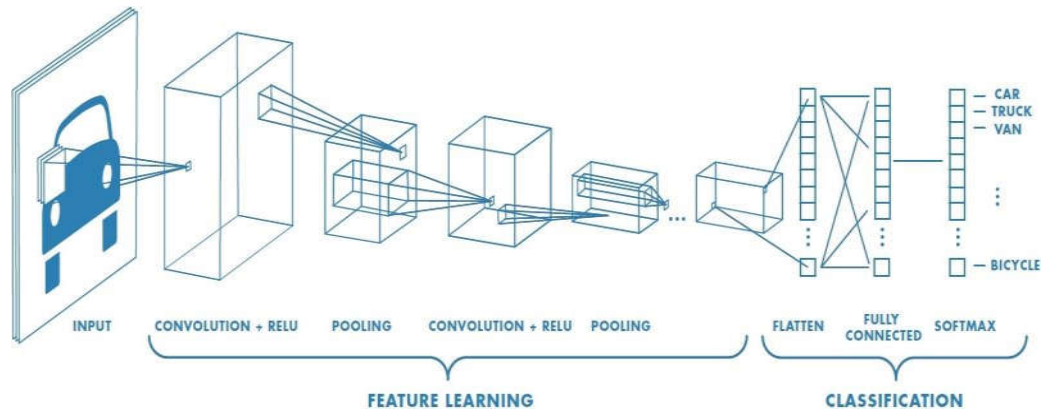 CAR
TRUCK
VAN
BICYCLE
INPUT
CONVOLUTION + RELU
POOLING
CONVOLUTION + RELU
POOLING
FLATTEN
FULLY
CONNECTED
SOFTMAX
FEATURE LEARNING
CLASSIFICATION